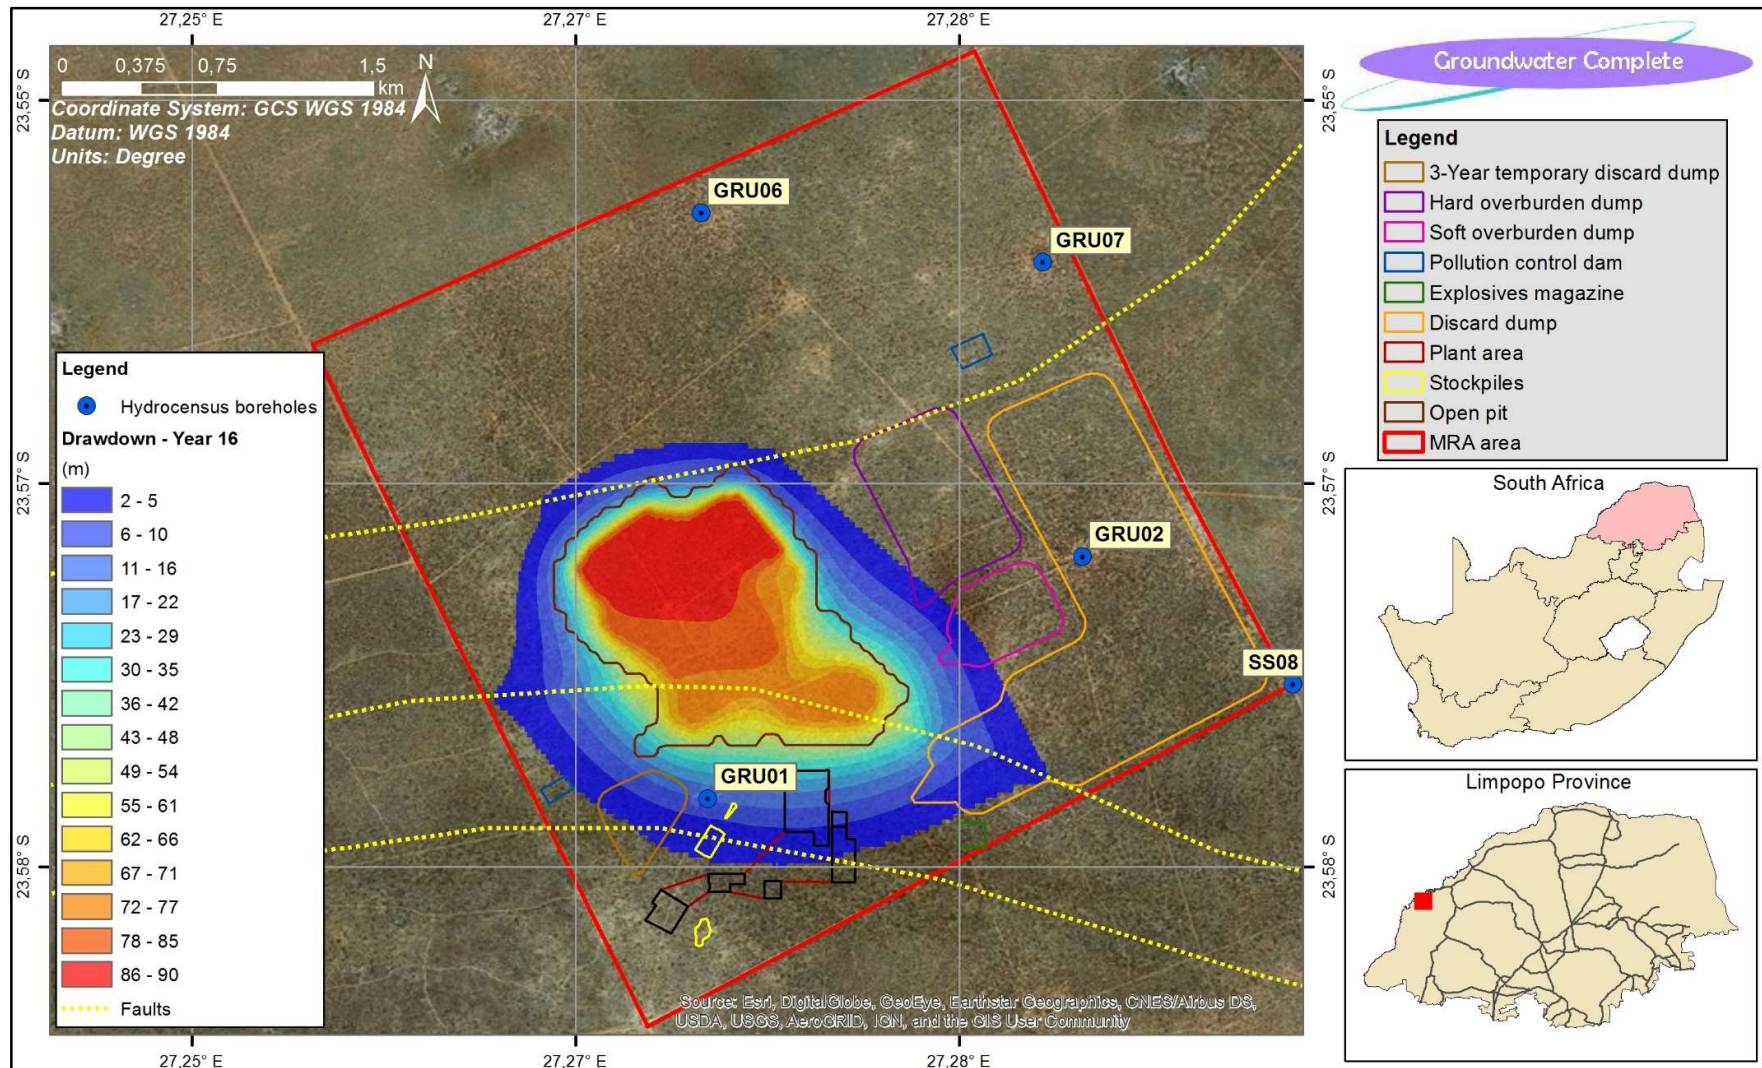 27,25° E
27,27° E
27,28° E
0 0,375 0,75 1,5
km
N
Coordinate System: GCS WGS 1984
Datum: WGS 1984
Units: Degree
23,55° S
23,57° S
23,58° S
23,55° S
23,57° S
23,58° S
GRU06
GRU07
GRU02
SS08
GRU01
Legend
Hydrocensus boreholes
Drawdown - Year 16
(m)
2 - 5
6 - 10
11 - 16
17 - 22
23 - 29
30 - 35
36 - 42
43 - 48
49 - 54
55 - 61
62 - 66
67 - 71
72 - 77
78 - 85
86 - 90
Faults
Source: Esri, DigitalGlobe, GeoEye, Earthstar Geographics, CNES/Airbus DS,
USDA, USGS, AeroGRID, IGN, and the GIS User Community
27,25° E
27,27° E
27,28° E
Groundwater Complete
Legend
3-Year temporary discard dump
Hard overburden dump
Soft overburden dump
Pollution control dam
Explosives magazine
Discard dump
Plant area
Stockpiles
Open pit
MRA area
South Africa
Limpopo Province